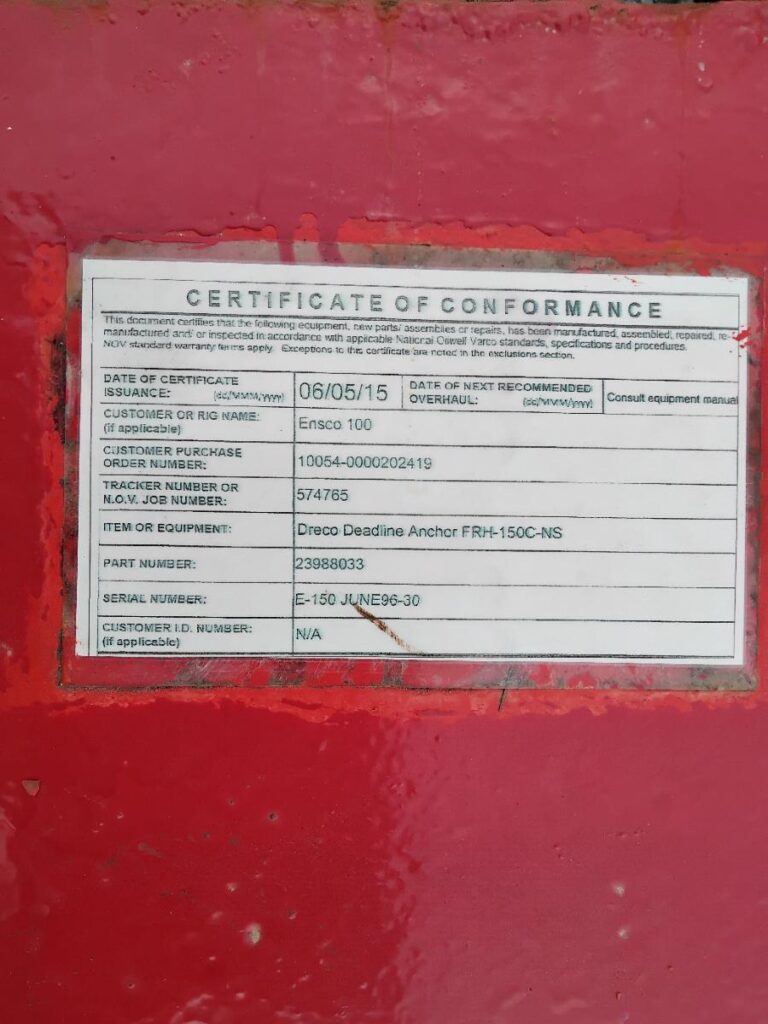 CERTIFICATE OF CONFORMANCE
This document certifies that the following equipment, new parts/ assemblies or repairs, has been manufactured, assembled, repaired, re-
manufactured and/ or inspected in accordance with applicable National Oilwell Varco standards, specifications and procedures.
NOV standard warranty terms apply. Exceptions to this certificate are noted in the exclusions section.
DATE OF CERTIFICATE
ISSUANCE: (dd/MMM/yyyy) 06/05/15 DATE OF NEXT RECOMMENDED
OVERHAUL: (dd/MMM/yyyy) Consult equipment manual
CUSTOMER OR RIG NAME:
(if applicable) Ensco 100
CUSTOMER PURCHASE
ORDER NUMBER: 10054-0000202419
TRACKER NUMBER OR
N.O.V. JOB NUMBER: 574765
ITEM OR EQUIPMENT: Dreco Deadline Anchor FRH-150C-NS
PART NUMBER: 23988033
SERIAL NUMBER: E-150 JUNE96-30
CUSTOMER I.D. NUMBER:
(if applicable) N/A